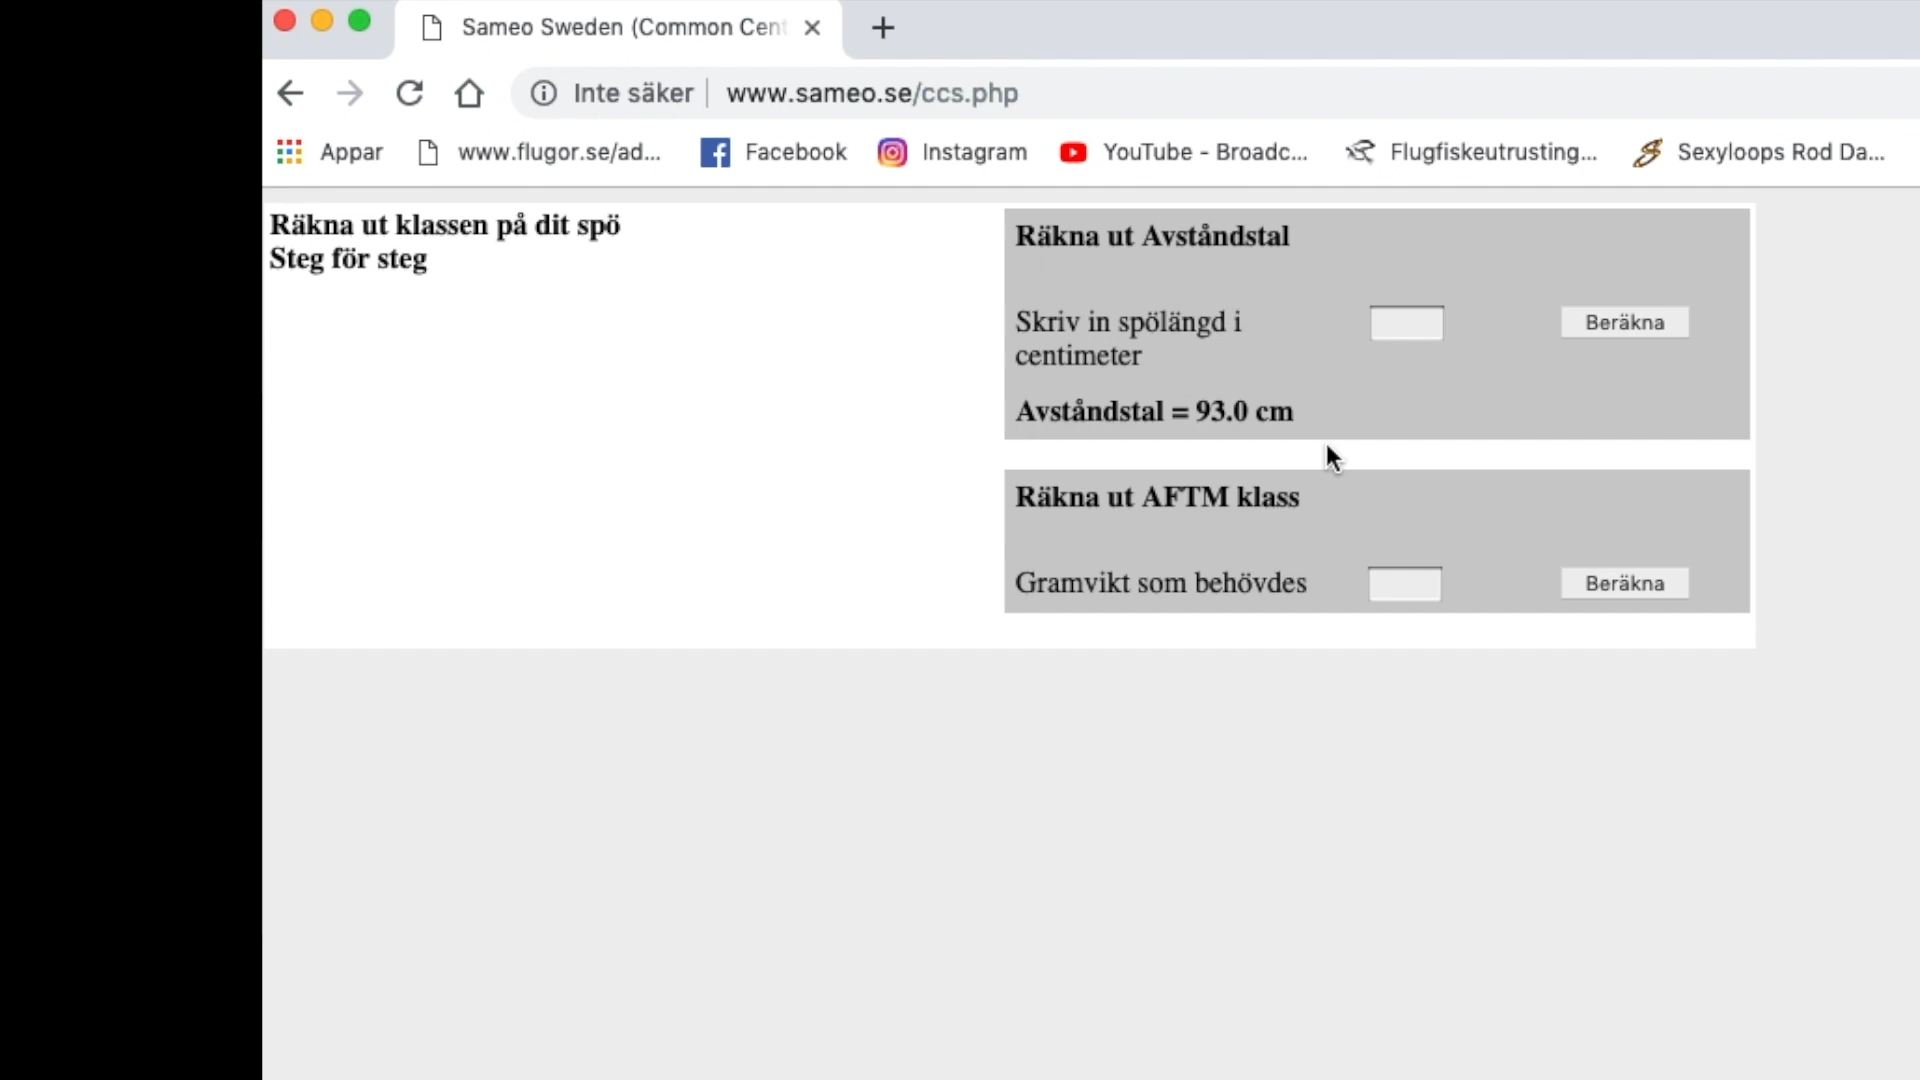 Sameo Sweden (Common Cent
Inte säker
www.sameo.se/ccs.php
Appar
www.flugor.se/ad...
Facebook
Instagram
YouTube - Broadc...
Flugfiskeutrusting...
Sexyloops Rod Da...
Räkna ut klassen på dit spö
Steg för steg
Räkna ut Avståndstal
Skriv in spölängd i
centimeter
Beräkna
Avståndstal = 93.0 cm
Räkna ut AFTM klass
Gramvikt som behövdes
Beräkna